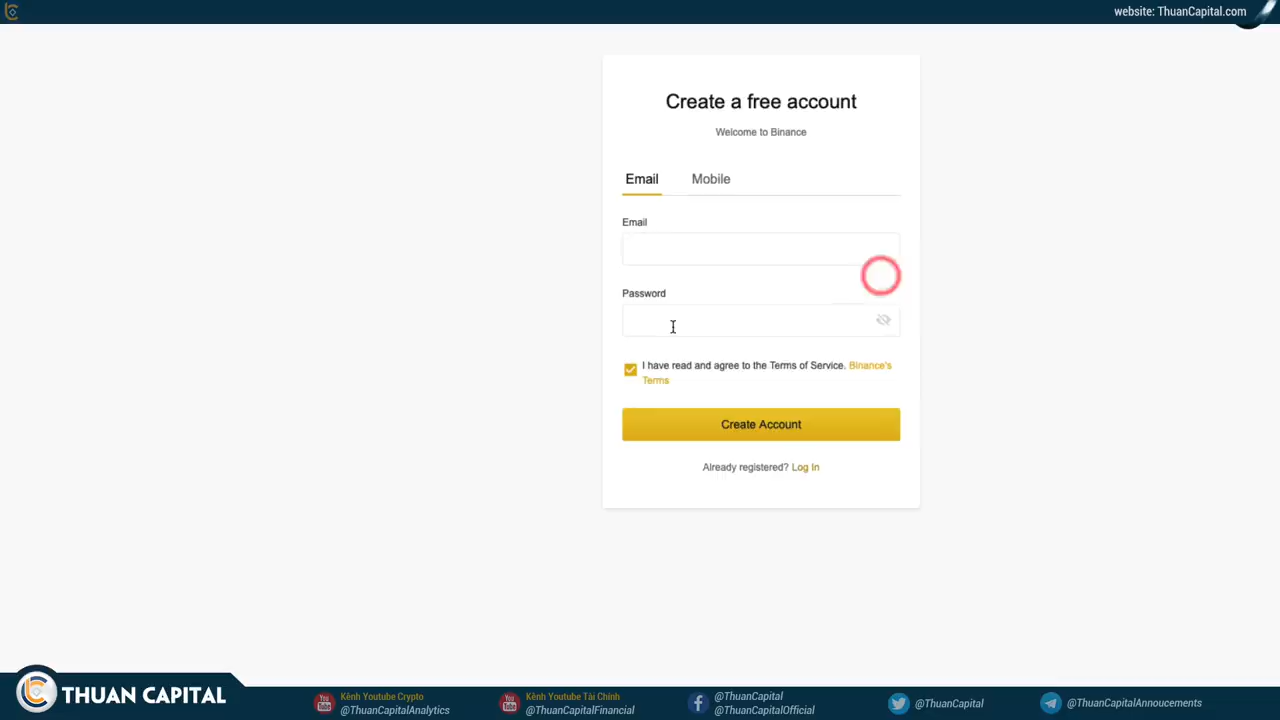 website: ThuanCapital.com
Create a free account
Welcome to Binance
Email
Mobile
Email
Password
I have read and agree to the Terms of Service. Binance's
Terms
Create Account
Already registered? Log In
THUAN CAPITAL
Kênh Youtube Crypto
@ThuanCapitalAnalytics
Kênh Youtube Tài Chính
@ThuanCapitalFinancial
@ThuanCapital
@ThuanCapitalOfficial
@ThuanCapital
@ThuanCapitalAnnoucements